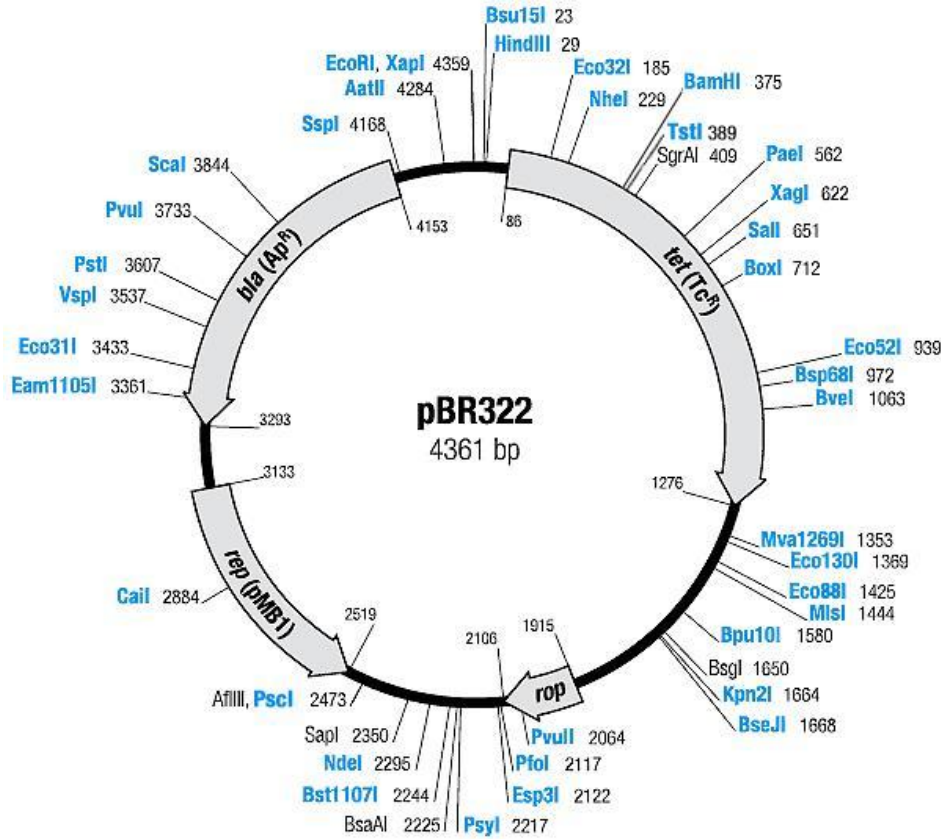 Bsu15I 23
HindIII 29
EcoRI, XapI 4359
Eco32I 185
AatII 4284
BamHI 375
NheI 229
SspI 4168
TstI 389
SgrAI 409
PaeI 562
ScaI 3844
XagI 622
PvuI 3733
4153
86
SalI 651
bla (ApR)
tet (TcR)
PstI 3607
BoxI 712
VspI 3537
Eco31I 3433
Eco52I 939
Eam1105I 3361
Bsp68I 972
BveI 1063
pBR322
3293
4361 bp
3133
1276
Mva1269I 1353
Eco130I 1369
rep (pMB1)
CaiI 2884
Eco88I 1425
MlsI 1444
2519
2106
1915
Bpu10I 1580
BsgI 1650
rop
AflIII, PscI 2473
Kpn2I 1664
BseJI 1668
SapI 2350
PvuII 2064
NdeI 2295
PfoI 2117
Bst1107I 2244
Esp3I 2122
BsaAI 2225
PsyI 2217